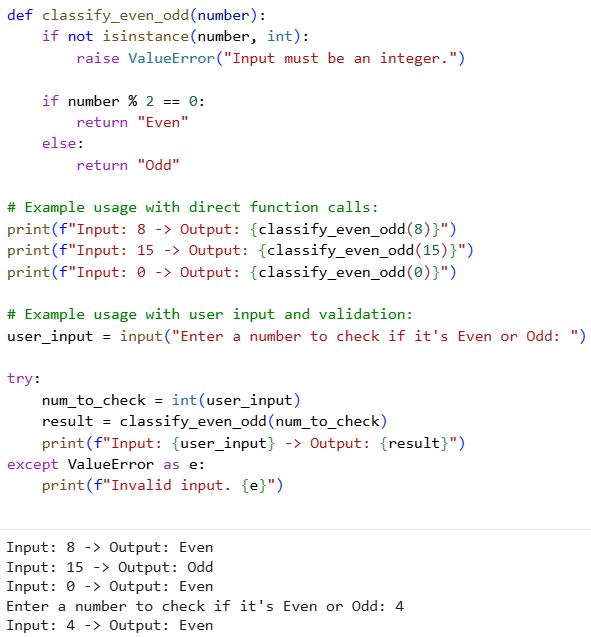 def classify_even_odd(number):
    if not isinstance(number, int):
        raise ValueError("Input must be an integer.")

    if number % 2 == 0:
        return "Even"
    else:
        return "Odd"

# Example usage with direct function calls:
print(f"Input: 8 -> Output: {classify_even_odd(8)}")
print(f"Input: 15 -> Output: {classify_even_odd(15)}")
print(f"Input: 0 -> Output: {classify_even_odd(0)}")

# Example usage with user input and validation:
user_input = input("Enter a number to check if it's Even or Odd: ")

try:
    num_to_check = int(user_input)
    result = classify_even_odd(num_to_check)
    print(f"Input: {user_input} -> Output: {result}")
except ValueError as e:
    print(f"Invalid input. {e}")

Input: 8 -> Output: Even
Input: 15 -> Output: Odd
Input: 0 -> Output: Even
Enter a number to check if it's Even or Odd: 4
Input: 4 -> Output: Even